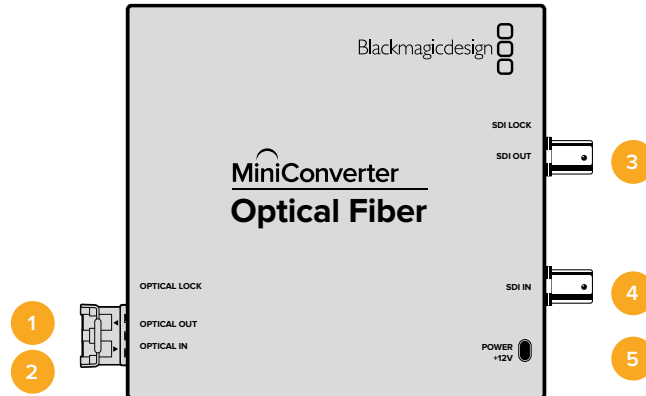 Blackmagicdesign
SDI LOCK
SDI OUT
3
MiniConverter
Optical Fiber
OPTICAL LOCK
SDI IN
4
1
OPTICAL OUT
OPTICAL IN
2
POWER
+12V
5